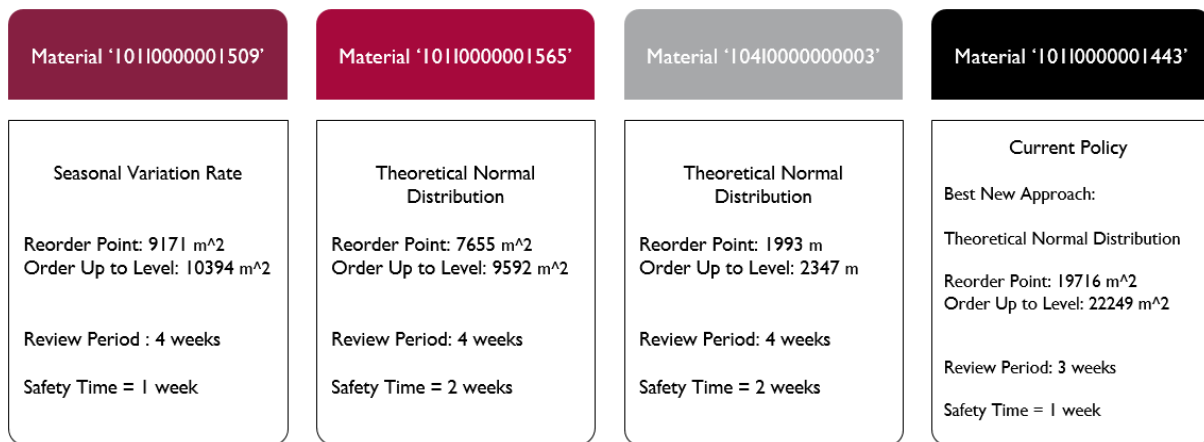 Material ‘101I0000001509’
Seasonal Variation Rate
Reorder Point: 9171 m^2
Order Up to Level: 10394 m^2
Review Period : 4 weeks
Safety Time = 1 week
Material ‘101I0000001565’
Theoretical Normal
Distribution
Reorder Point: 7655 m^2
Order Up to Level: 9592 m^2
Review Period: 4 weeks
Safety Time = 2 weeks
Material ‘104I0000000003’
Theoretical Normal
Distribution
Reorder Point: 1993 m
Order Up to Level: 2347 m
Review Period: 4 weeks
Safety Time = 2 weeks
Material ‘101I0000001443’
Current Policy
Best New Approach:
Theoretical Normal Distribution
Reorder Point: 19716 m^2
Order Up to Level: 22249 m^2
Review Period: 3 weeks
Safety Time = 1 week